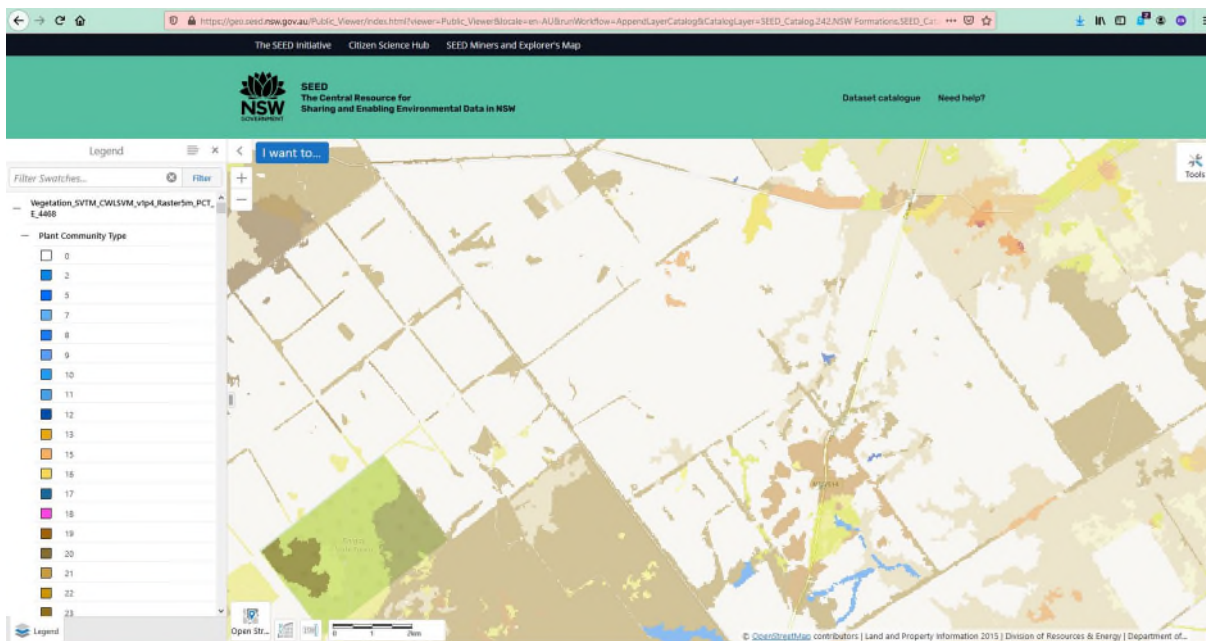 https://geo.seed.nsw.gov.au/Public_Viewer/index.html?viewer=Public_Viewer&locale=en-AU&runWorkflow=AppendLayerCatalog&CatalogLayer=SEED_Catalog.242.NSW Formations,SEED_Cat
The SEED Initiative Citizen Science Hub SEED Miners and Explorer's Map
NSW
GOVERNMENT
SEED
The Central Resource for
Sharing and Enabling Environmental Data in NSW
Dataset catalogue Need help?
Legend
I want to...
Filter Swatches... Filter
Tools
Vegetation_SVTM_CWLSVM_v1p4_Raster5m_PCT_
E_4468
Plant Community Type
0
2
5
7
8
9
10
11
12
13
15
16
17
18
19
20
21
22
23
State Forest
Open Str...
0 1 2km
Legend
© OpenStreetMap contributors | Land and Property Information 2015 | Division of Resources & Energy | Department of...